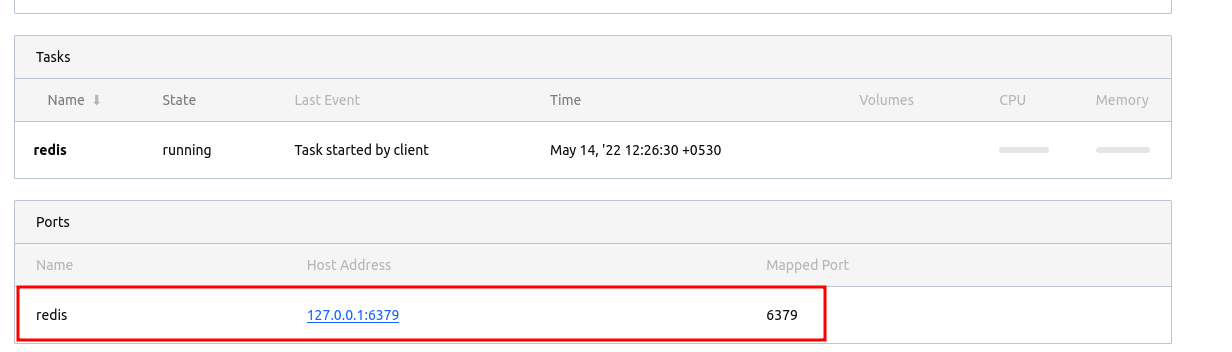 Tasks
Name ⬇ State Last Event Time Volumes CPU Memory
redis running Task started by client May 14, '22 12:26:30 +0530
Ports
Name Host Address Mapped Port
redis 127.0.0.1:6379 6379